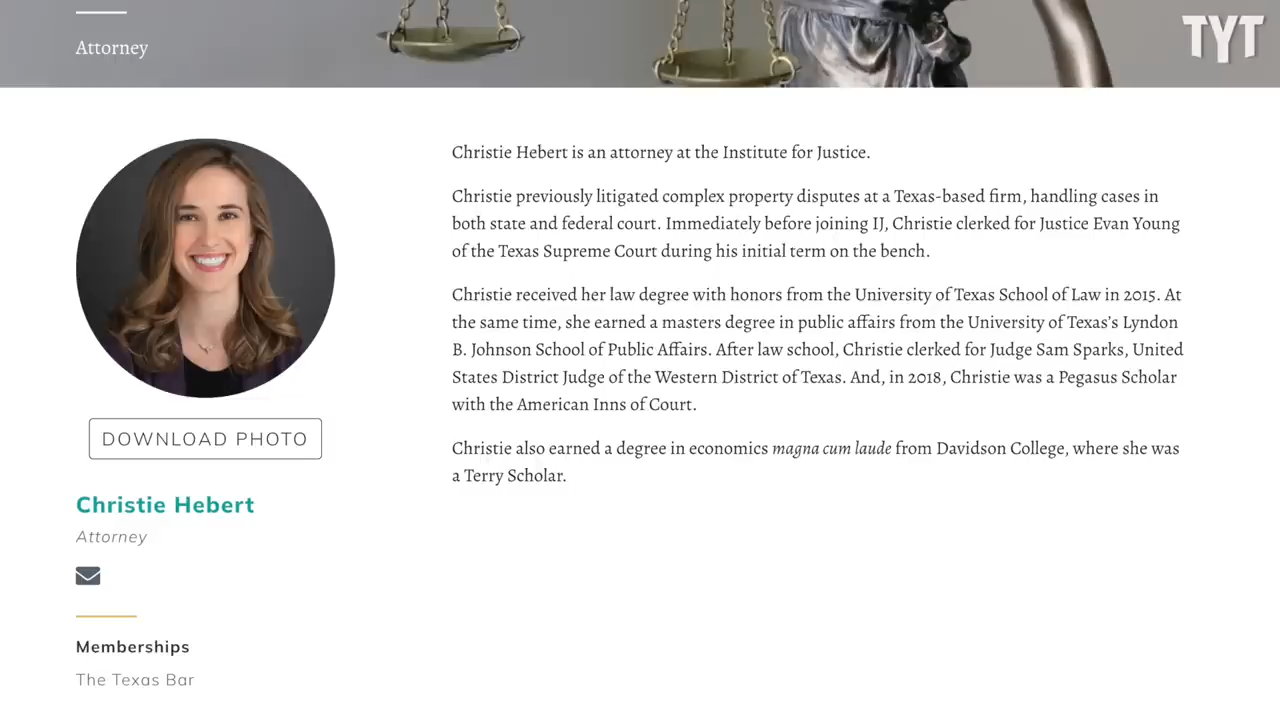 Attorney
TYT
Christie Hebert is an attorney at the Institute for Justice.
Christie previously litigated complex property disputes at a Texas-based firm, handling cases in
both state and federal court. Immediately before joining IJ, Christie clerked for Justice Evan Young
of the Texas Supreme Court during his initial term on the bench.
Christie received her law degree with honors from the University of Texas School of Law in 2015. At
the same time, she earned a masters degree in public affairs from the University of Texas’s Lyndon
B. Johnson School of Public Affairs. After law school, Christie clerked for Judge Sam Sparks, United
States District Judge of the Western District of Texas. And, in 2018, Christie was a Pegasus Scholar
with the American Inns of Court.
Christie also earned a degree in economics magna cum laude from Davidson College, where she was
a Terry Scholar.
DOWNLOAD PHOTO
Christie Hebert
Attorney
Memberships
The Texas Bar